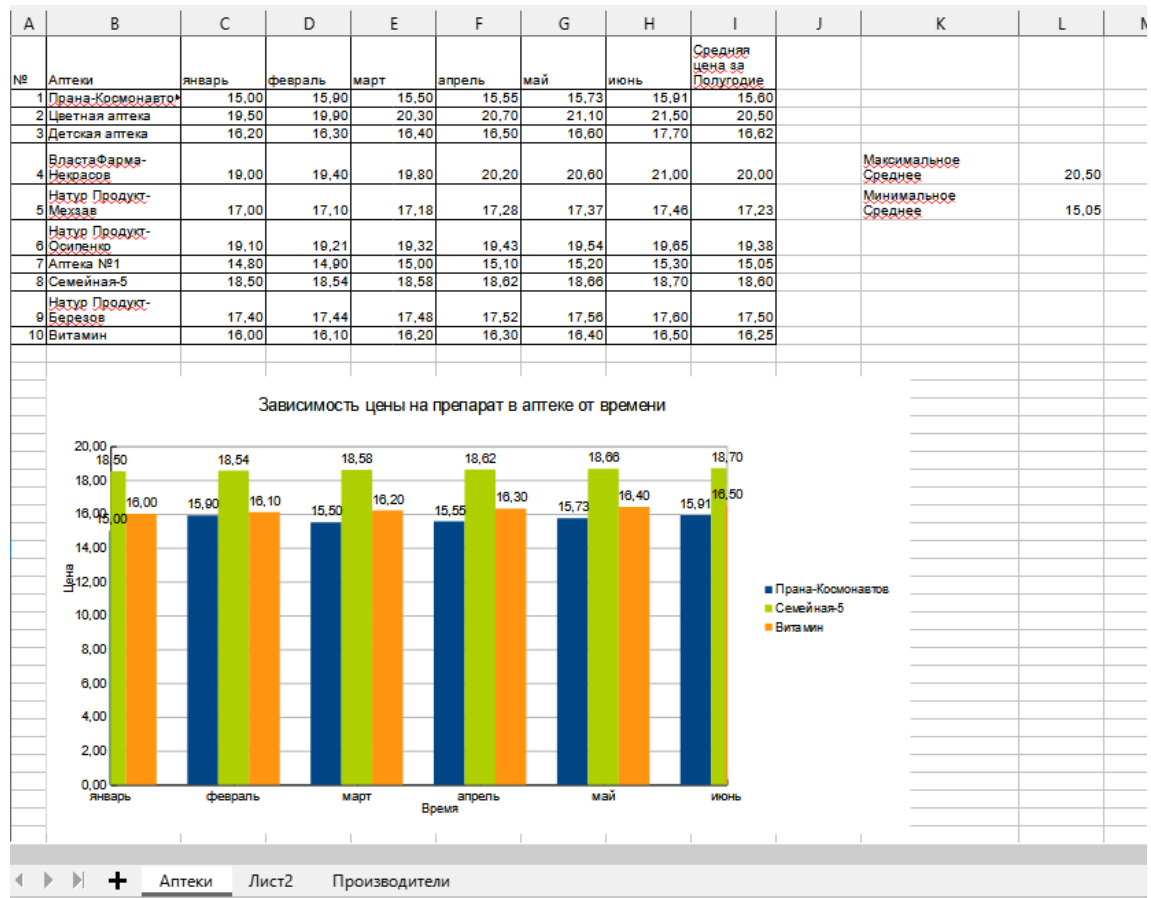 A B C D E F G H I J K L
№ Аптеки январь февраль март апрель май июнь Средняя цена за Полугодие
1 Прана-Космонавто 15,00 15,90 15,50 15,55 15,73 15,91 15,60
2 Цветная аптека 19,50 19,90 20,30 20,70 21,10 21,50 20,50
3 Детская аптека 16,20 16,30 16,40 16,50 16,60 17,70 16,62
4 ВластаФарма-Некрасов 19,00 19,40 19,80 20,20 20,60 21,00 20,00 Максимальное Среднее 20,50
5 Натур Продукт-Мехзав 17,00 17,10 17,18 17,28 17,37 17,46 17,23 Минимальное Среднее 15,05
6 Натур Продукт-Осипенко 19,10 19,21 19,32 19,43 19,54 19,65 19,38
7 Аптека №1 14,80 14,90 15,00 15,10 15,20 15,30 15,05
8 Семейная-5 18,50 18,54 18,58 18,62 18,66 18,70 18,60
9 Натур Продукт-Березов 17,40 17,44 17,48 17,52 17,56 17,60 17,50
10 Витамин 16,00 16,10 16,20 16,30 16,40 16,50 16,25
Зависимость цены на препарат в аптеке от времени
20,00
18,50 18,54 18,58 18,62 18,66 18,70
18,00
16,00 15,90 16,10 15,50 16,20 15,55 16,30 15,73 16,40 15,91 16,50
16,00
15,00
14,00
Цена
12,00
10,00
8,00
6,00
4,00
2,00
0,00
январь февраль март апрель май июнь
Время
Прана-Космонавтов
Семейная-5
Витамин
Аптеки Лист2 Производители